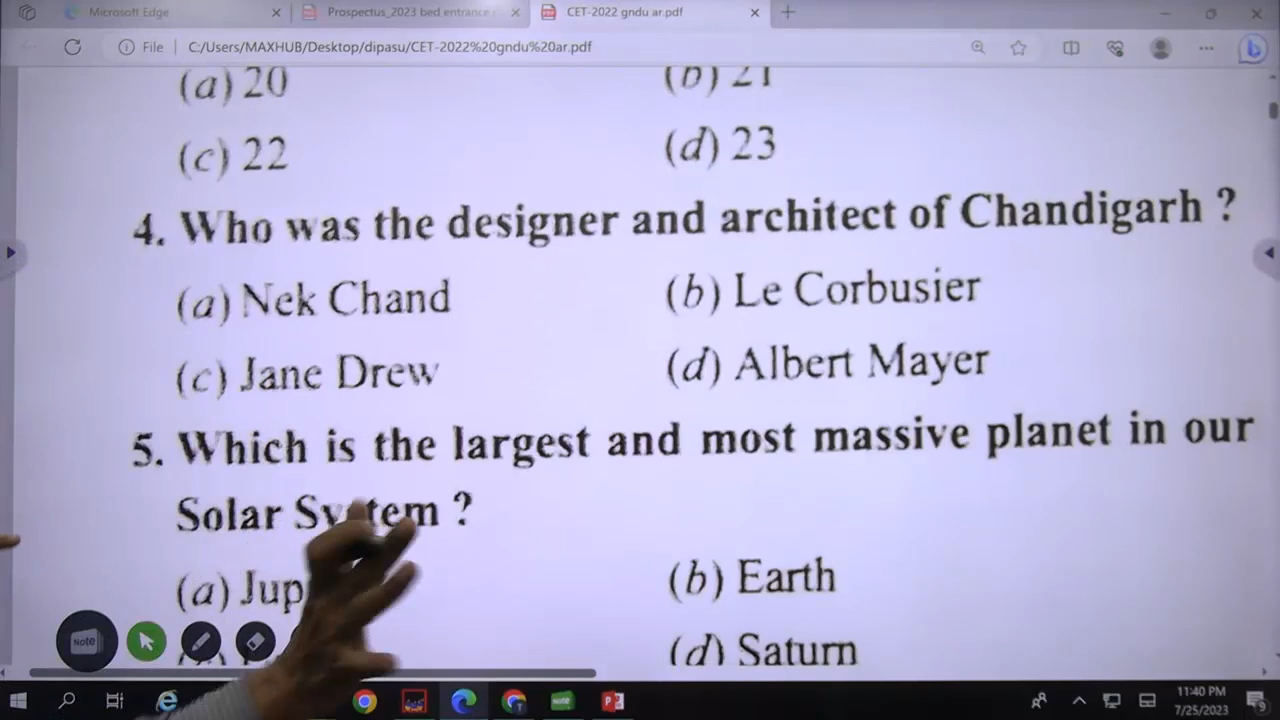 Microsoft Edge
Prospectus_2023 bed entrance
CET-2022 gndu ar.pdf
File
C:/Users/MAXHUB/Desktop/dipasu/CET-2022%20gndu%20ar.pdf
(a) 20 (b) 21
(c) 22 (d) 23
4. Who was the designer and architect of Chandigarh ?
(a) Nek Chand (b) Le Corbusier
(c) Jane Drew (d) Albert Mayer
5. Which is the largest and most massive planet in our
Solar System ?
(a) Jup (b) Earth
(d) Saturn
Note
11:40 PM
7/25/2023